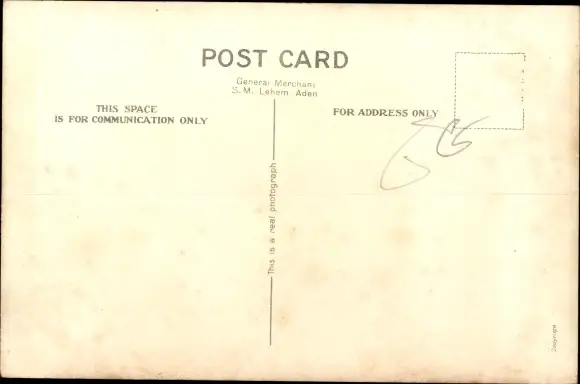 POST CARD
General Merchant
S. M. Lehem Aden
THIS SPACE
IS FOR COMMUNICATION ONLY
FOR ADDRESS ONLY
This is a real photograph